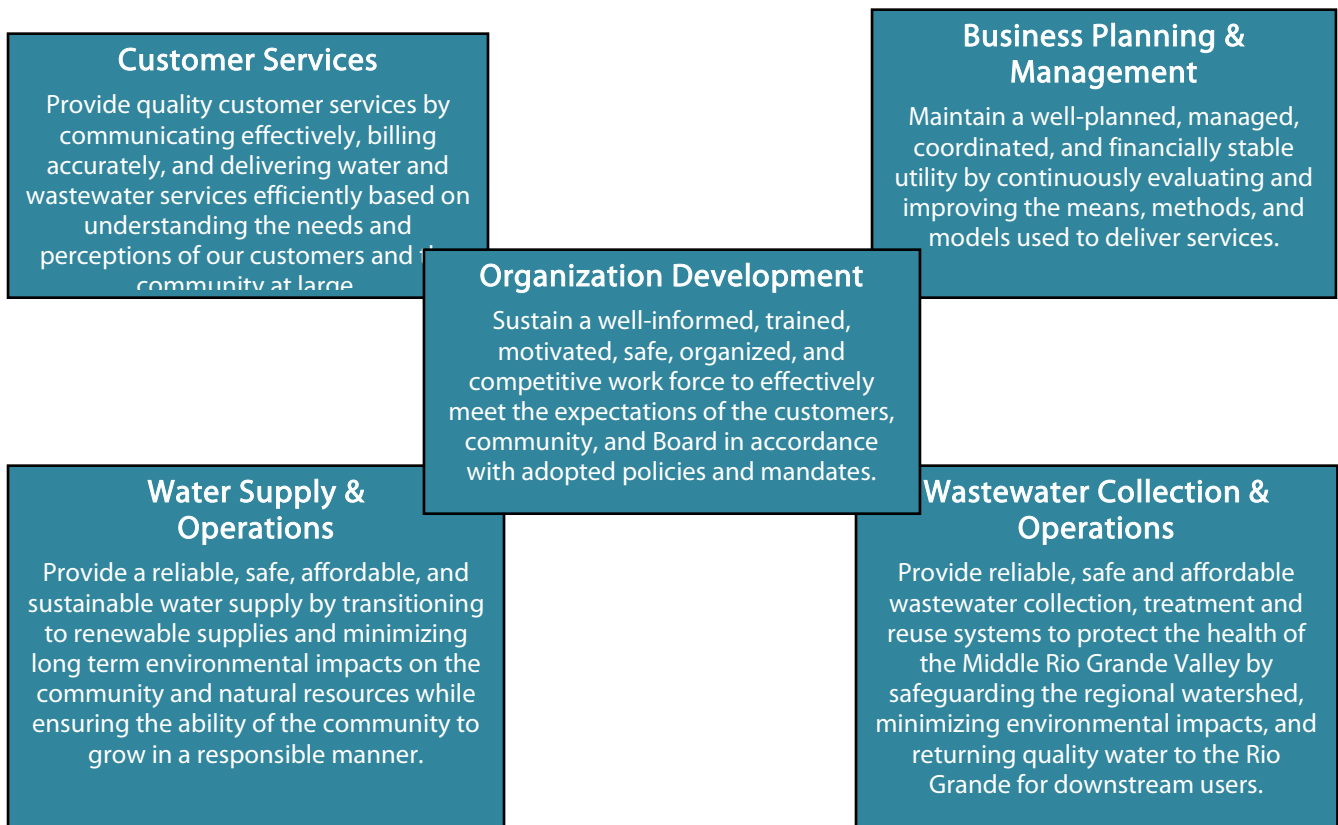 Customer Services
Provide quality customer services by
communicating effectively, billing
accurately, and delivering water and
wastewater services efficiently based on
understanding the needs and
perceptions of our customers and
community at large
Business Planning &
Management
Maintain a well-planned, managed,
coordinated, and financially stable
utility by continuously evaluating and
improving the means, methods, and
models used to deliver services.
Organization Development
Sustain a well-informed, trained,
motivated, safe, organized, and
competitive work force to effectively
meet the expectations of the customers,
community, and Board in accordance
with adopted policies and mandates.
Water Supply &
Operations
Provide a reliable, safe, affordable, and
sustainable water supply by transitioning
to renewable supplies and minimizing
long term environmental impacts on the
community and natural resources while
ensuring the ability of the community to
grow in a responsible manner.
Wastewater Collection &
Operations
Provide reliable, safe and affordable
wastewater collection, treatment and
reuse systems to protect the health of
the Middle Rio Grande Valley by
safeguarding the regional watershed,
minimizing environmental impacts, and
returning quality water to the Rio
Grande for downstream users.